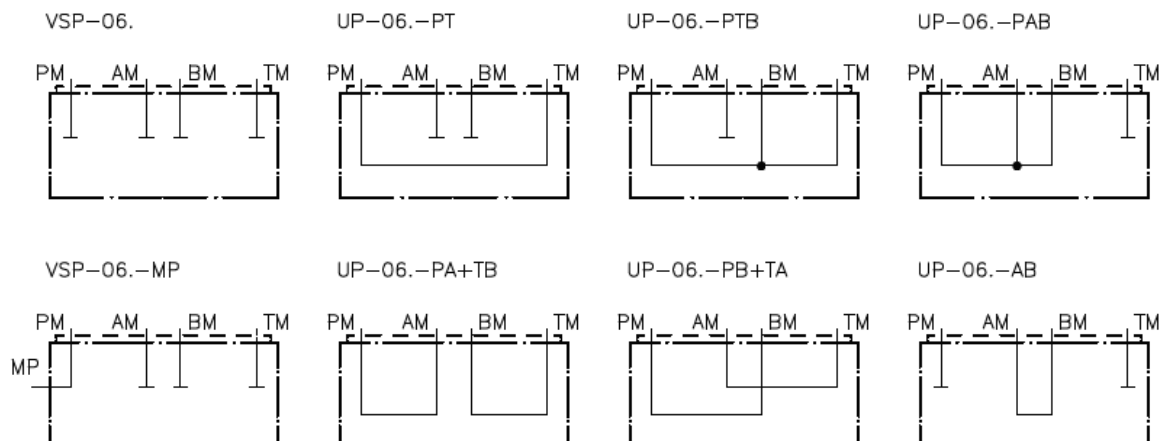 VSP-06. UP-06.-PT UP-06.-PTB UP-06.-PAB
PM AM BM TM PM AM BM TM PM AM BM TM PM AM BM TM
VSP-06.-MP UP-06.-PA+TB UP-06.-PB+TA UP-06.-AB
PM AM BM TM PM AM BM TM PM AM BM TM PM AM BM TM
MP